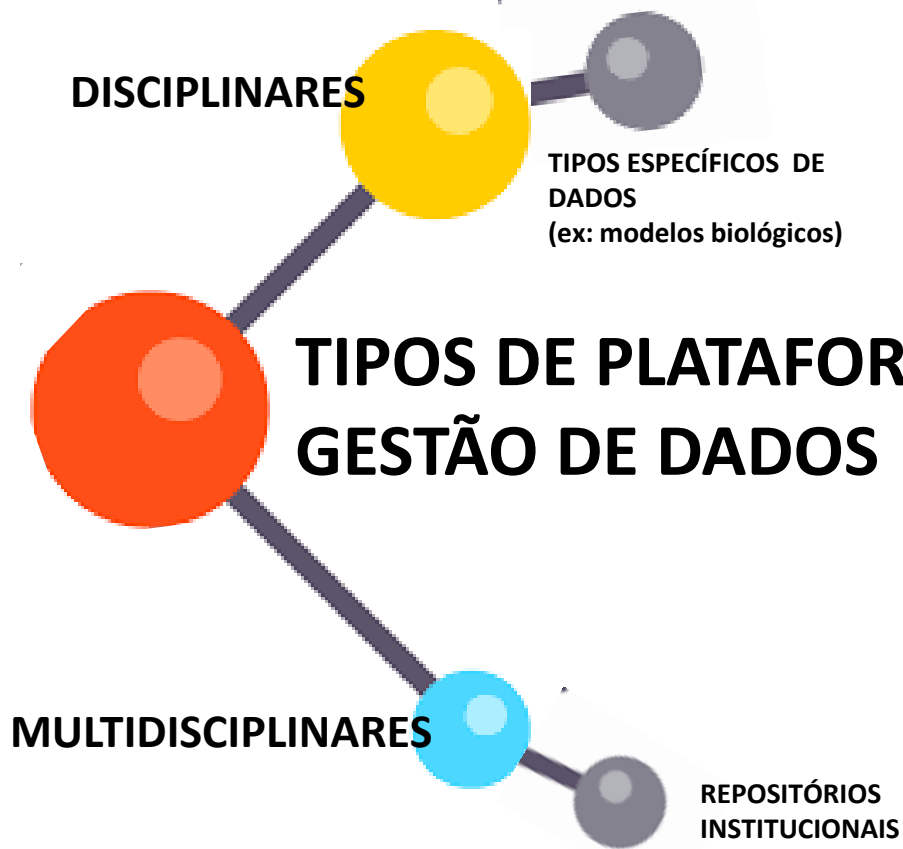 DISCIPLINARES
TIPOS ESPECÍFICOS DE
DADOS
(ex: modelos biológicos)
TIPOS DE PLATAFOR
GESTÃO DE DADOS
MULTIDISCIPLINARES
REPOSITÓRIOS
INSTITUCIONAIS